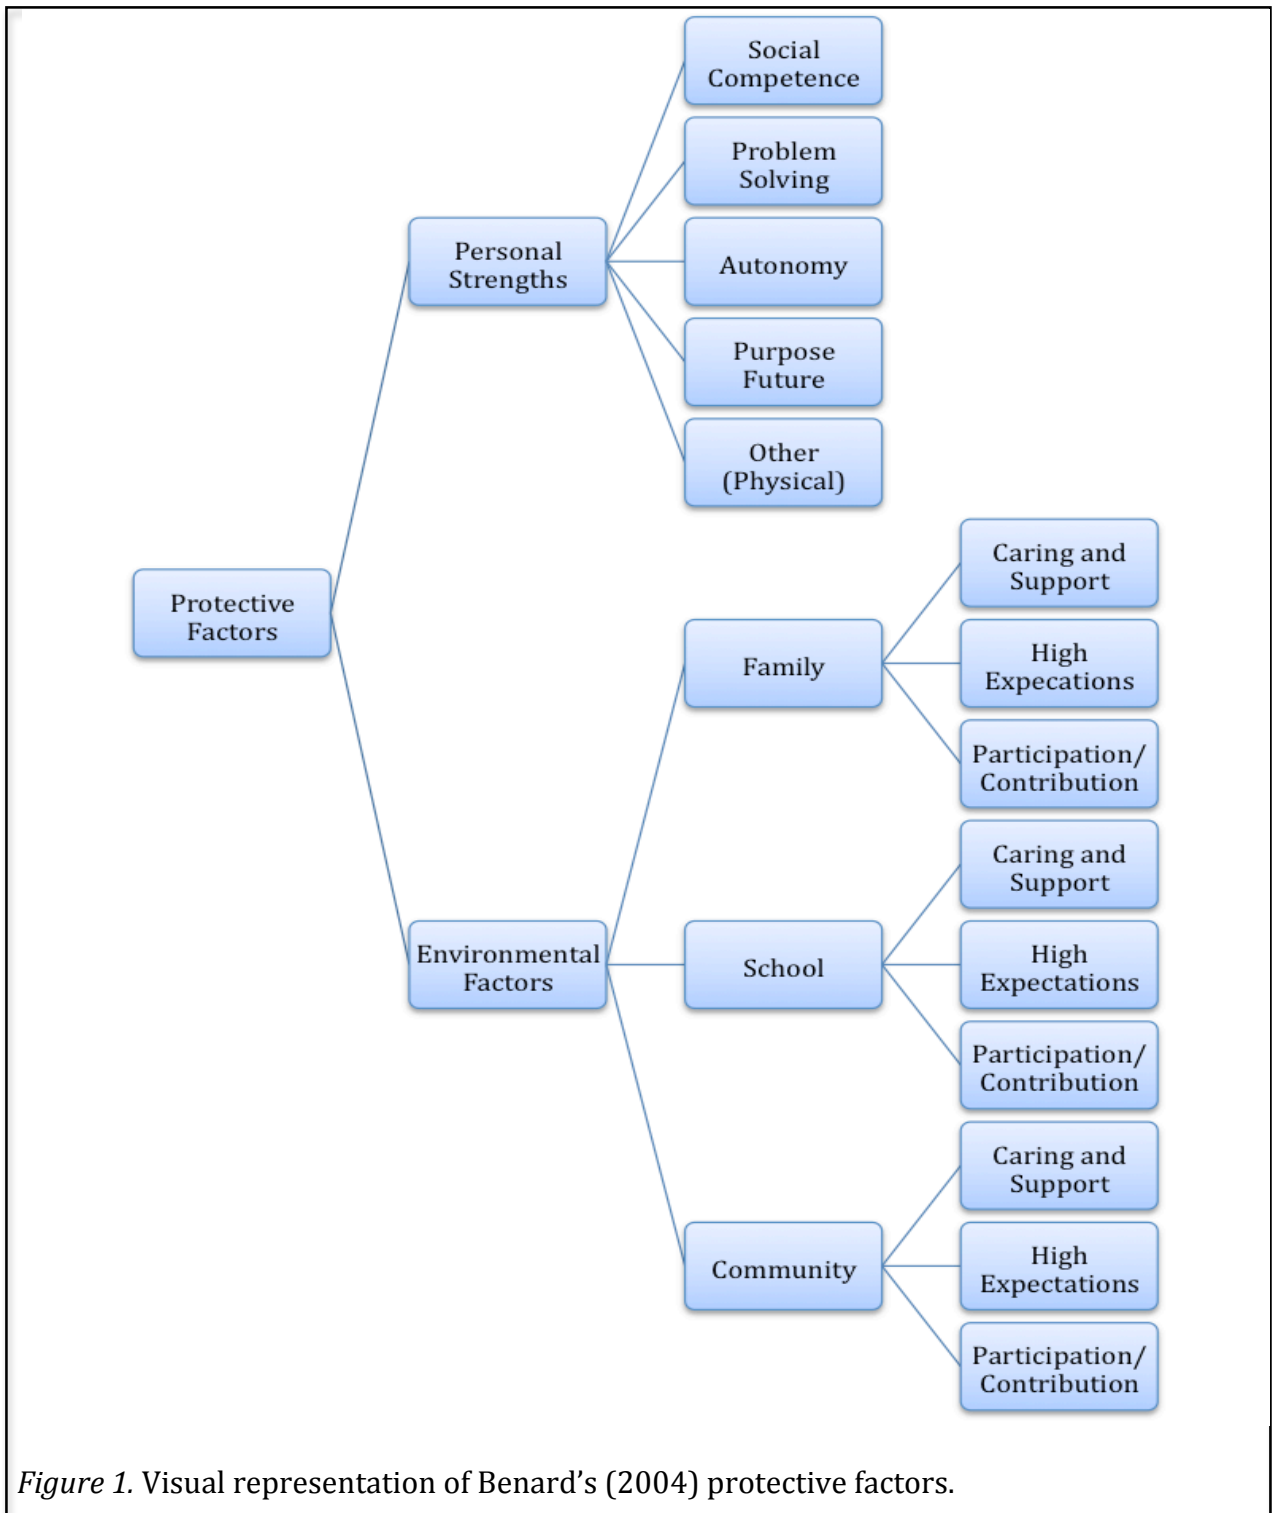 Social
Competence
Problem
Solving
Autonomy
Purpose
Future
Other
(Physical)
Personal
Strengths
Protective
Factors
Environmental
Factors
Family
Caring and
Support
High
Expecations
Participation/
Contribution
School
Caring and
Support
High
Expectations
Participation/
Contribution
Community
Caring and
Support
High
Expectations
Participation/
Contribution
Figure 1. Visual representation of Benard’s (2004) protective factors.